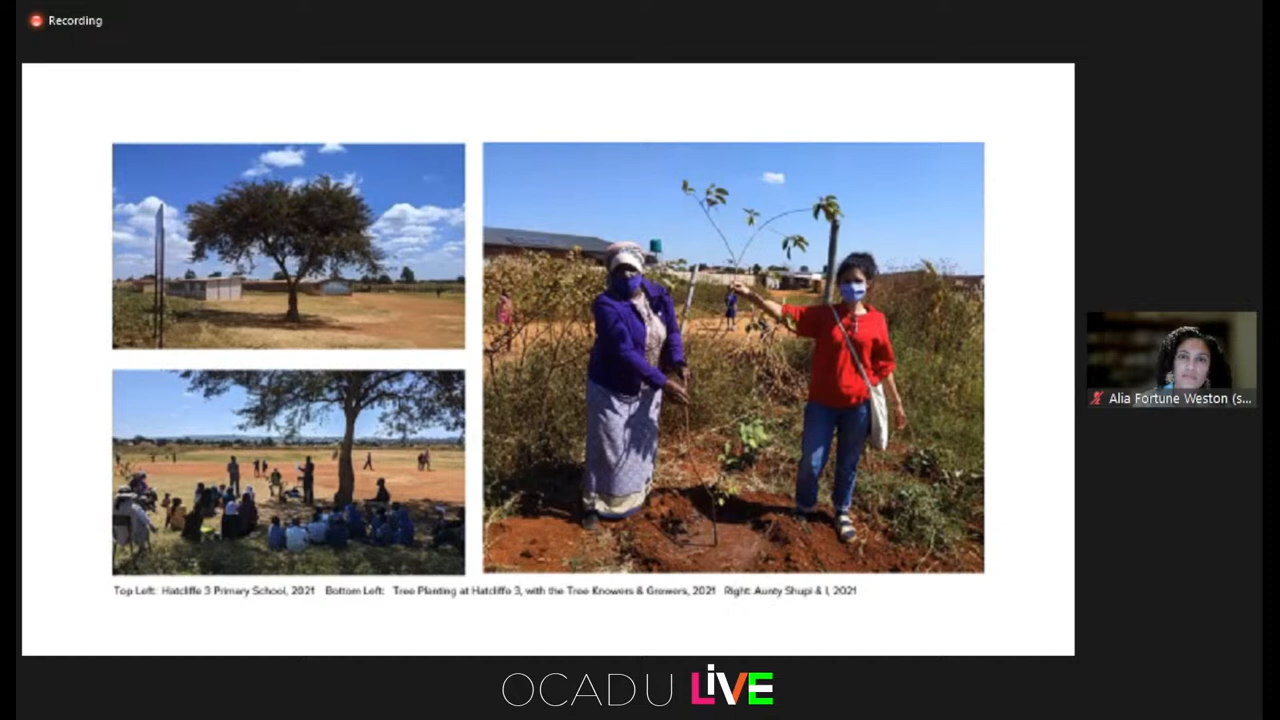 Recording
Top Left: Hatcliffe 3 Primary School, 2021 Bottom Left: Tree Planting at Hatcliffe 3, with the Tree Knowers & Growers, 2021 Right: Aunty Shupi & I, 2021
Alia Fortune Weston (s...
OCADU LiVE